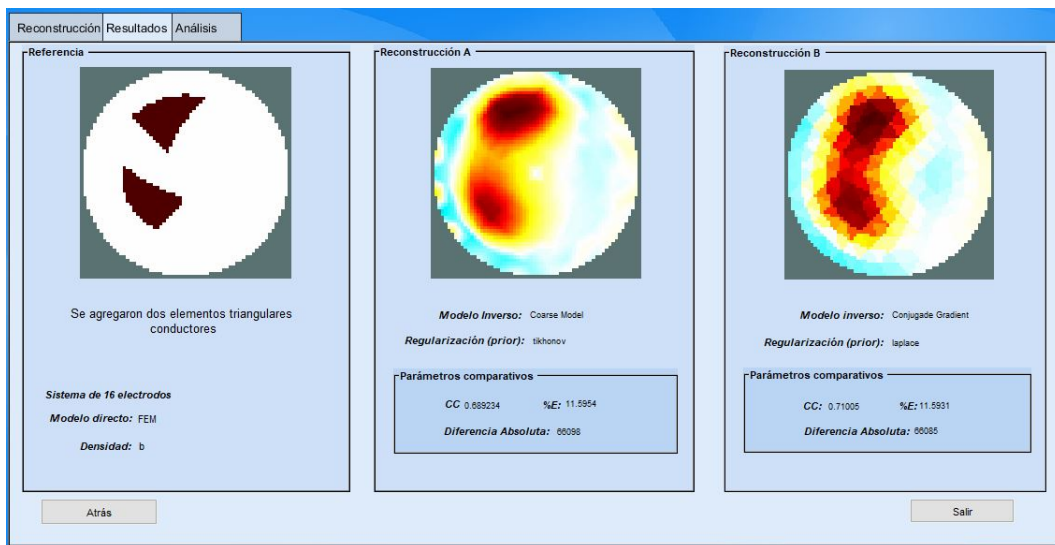 Reconstrucción Resultados Análisis
Referencia
Se agregaron dos elementos triangulares
conductores
Sistema de 16 electrodos
Modelo directo: FEM
Densidad: b
Atrás
Reconstrucción A
Modelo Inverso: Coarse Model
Regularización (prior): tikhonov
Parámetros comparativos
CC 0.689234 %E: 11.5954
Diferencia Absoluta: 66098
Reconstrucción B
Modelo inverso: Conjugade Gradient
Regularización (prior): laplace
Parámetros comparativos
CC: 0.71005 %E: 11.5931
Diferencia Absoluta: 66085
Salir